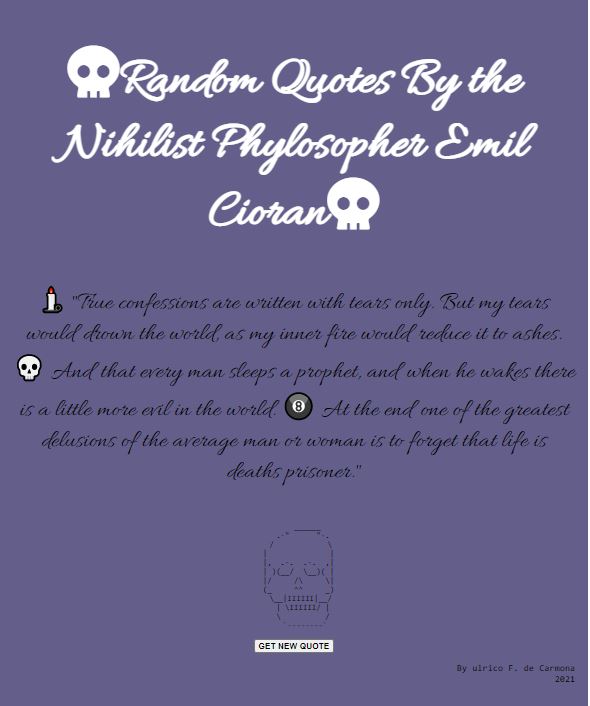 Random Quotes By the
Nihilist Phylosopher Emil
Cioran
"True confessions are written with tears only. But my tears
would drown the world, as my inner fire would reduce it to ashes.
And that every man sleeps a prophet, and when he wakes there
is a little more evil in the world. 8 At the end one of the greatest
delusions of the average man or woman is to forget that life is
deaths prisoner."
GET NEW QUOTE
By ulrico F. de Carmona
2021